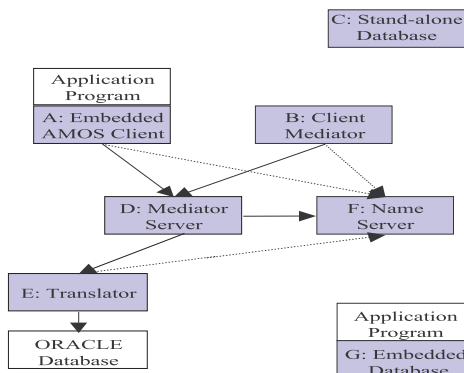 C: Stand-alone
Database
Application
Program
A: Embedded
AMOS Client
B: Client
Mediator
D: Mediator
Server
F: Name
Server
E: Translator
ORACLE
Database
Application
Program
G: Embedded
Database